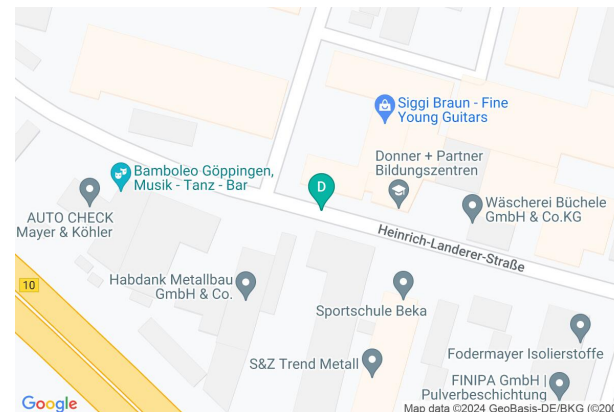 Siggi Braun - Fine
Young Guitars
Donner + Partner
Bildungszentren
Bamboleo Göppingen,
Musik - Tanz - Bar
D
AUTO CHECK
Mayer & Köhler
Wäscherei Büchele
GmbH & Co.KG
Heinrich-Landerer-Straße
Habdank Metallbau
GmbH & Co.
10
Sportschule Beka
S&Z Trend Metall
Fodermayer Isolierstoffe
FINIPA GmbH |
Pulverbeschichtung
Google
Map data ©2024 GeoBasis-DE/BKG (©200